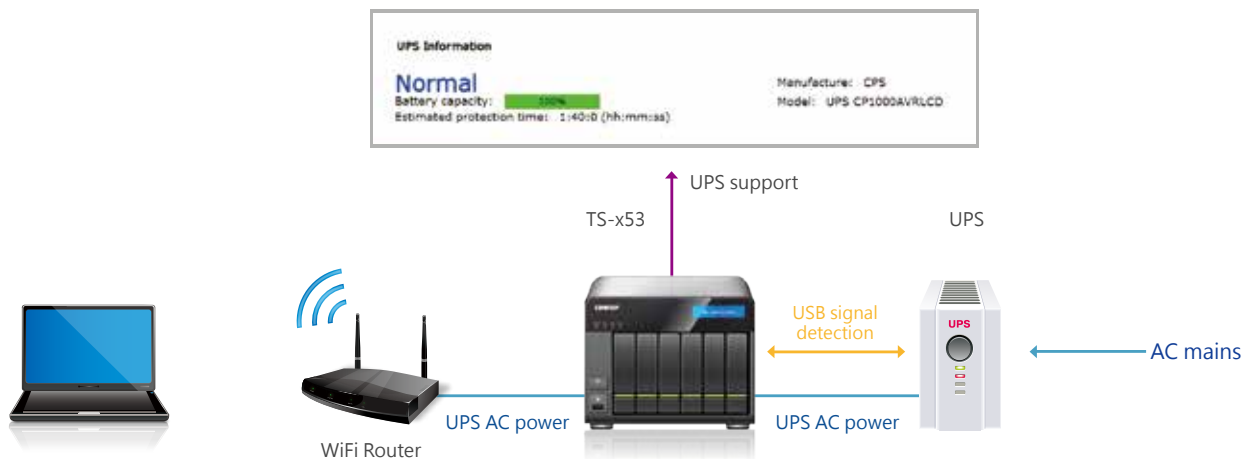 UPS Information
Normal
Battery capacity: 100%
Estimated protection time: 1:40:0 (hh:mm:ss)
Manufacture: CPS
Model: UPS CP1000AVRLCD
UPS support
TS-x53
UPS
USB signal
detection
UPS
AC mains
UPS AC power
UPS AC power
WiFi Router